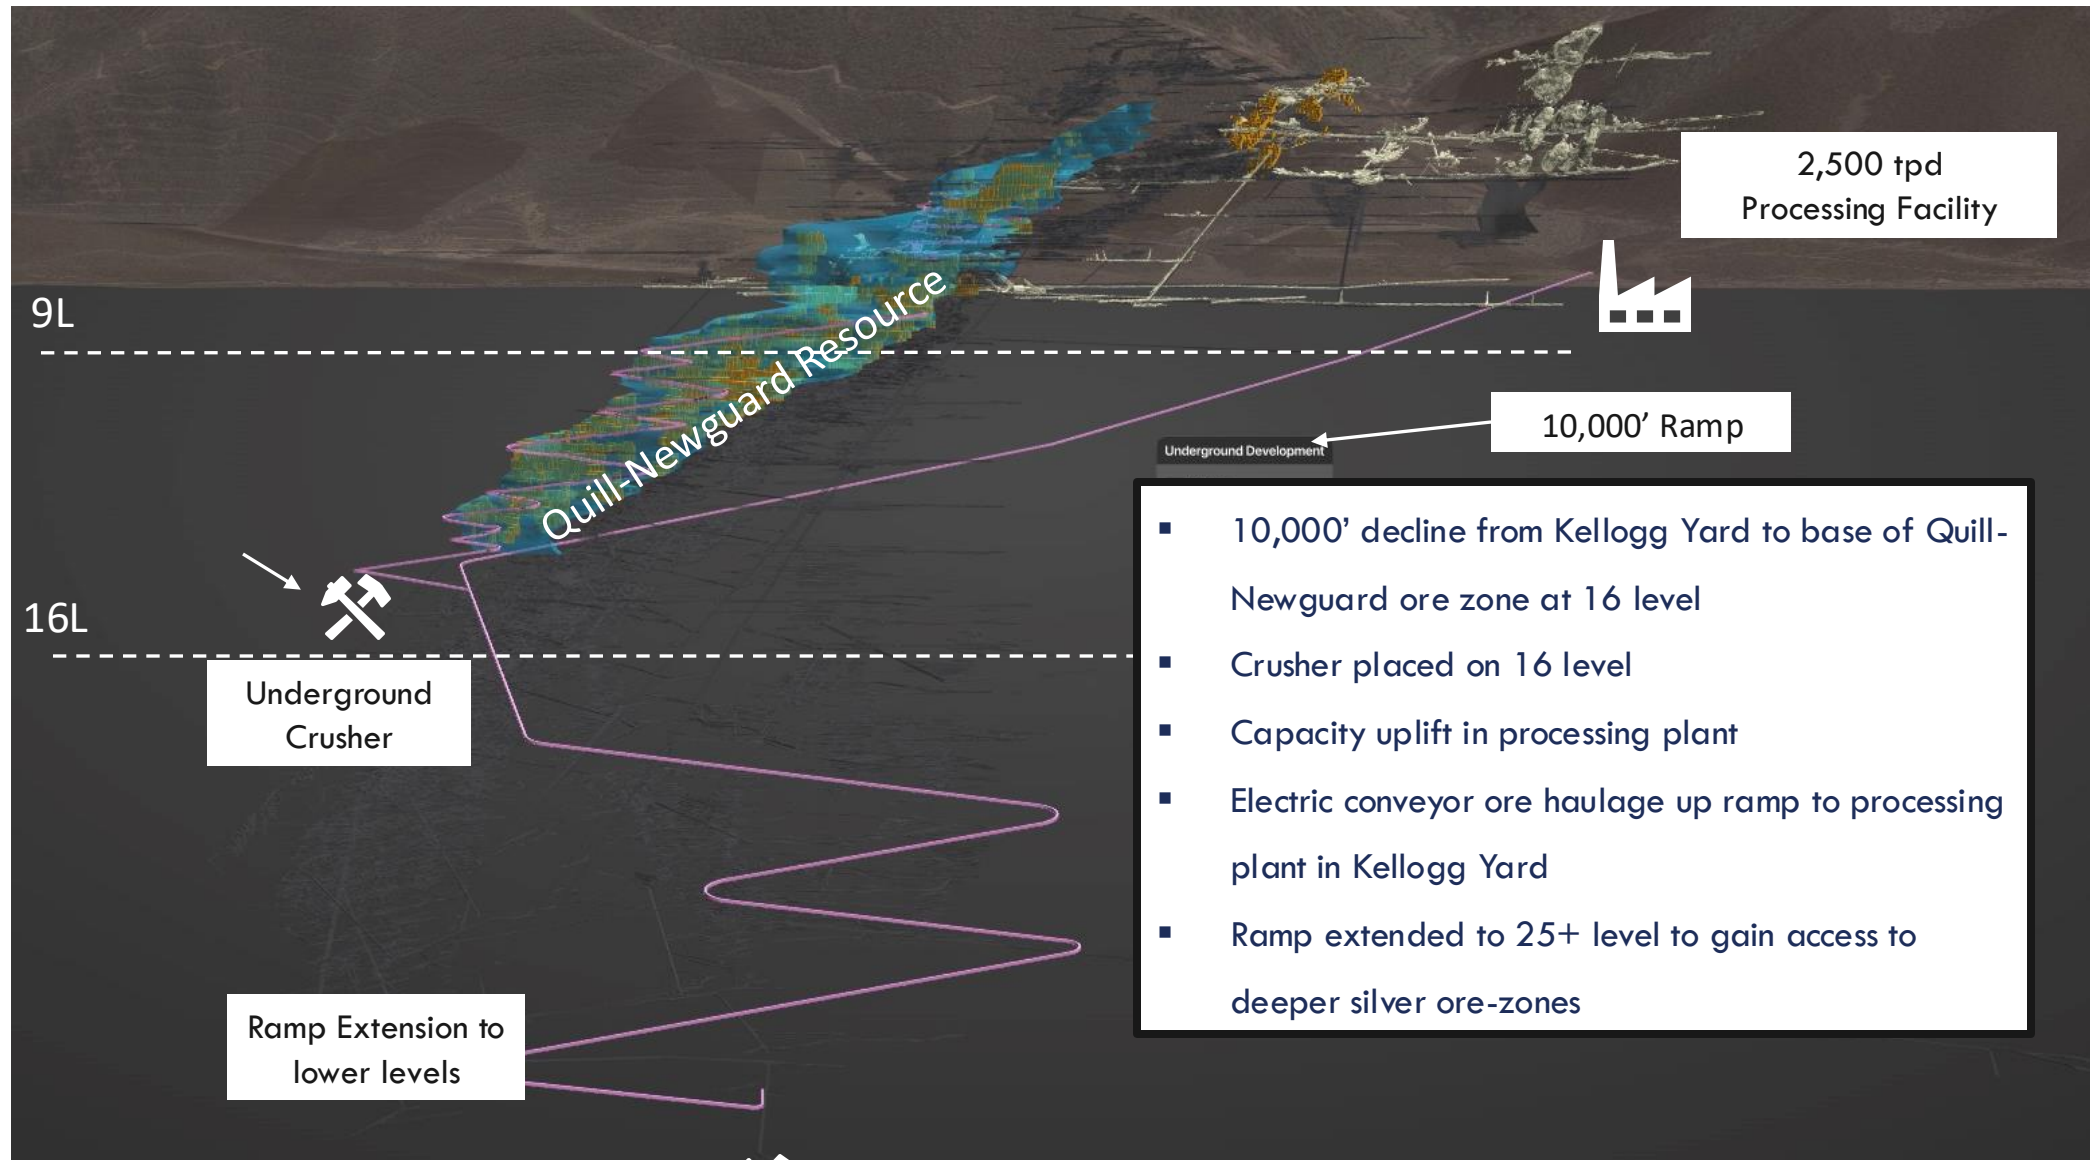 2,500 tpd
Processing Facility
9L
Quill-Newguard Resource
10,000’ Ramp
Underground Development
▪ 10,000’ decline from Kellogg Yard to base of Quill-
Newguard ore zone at 16 level
▪ Crusher placed on 16 level
▪ Capacity uplift in processing plant
▪ Electric conveyor ore haulage up ramp to processing
plant in Kellogg Yard
▪ Ramp extended to 25+ level to gain access to
deeper silver ore-zones
16L
Underground
Crusher
Ramp Extension to
lower levels